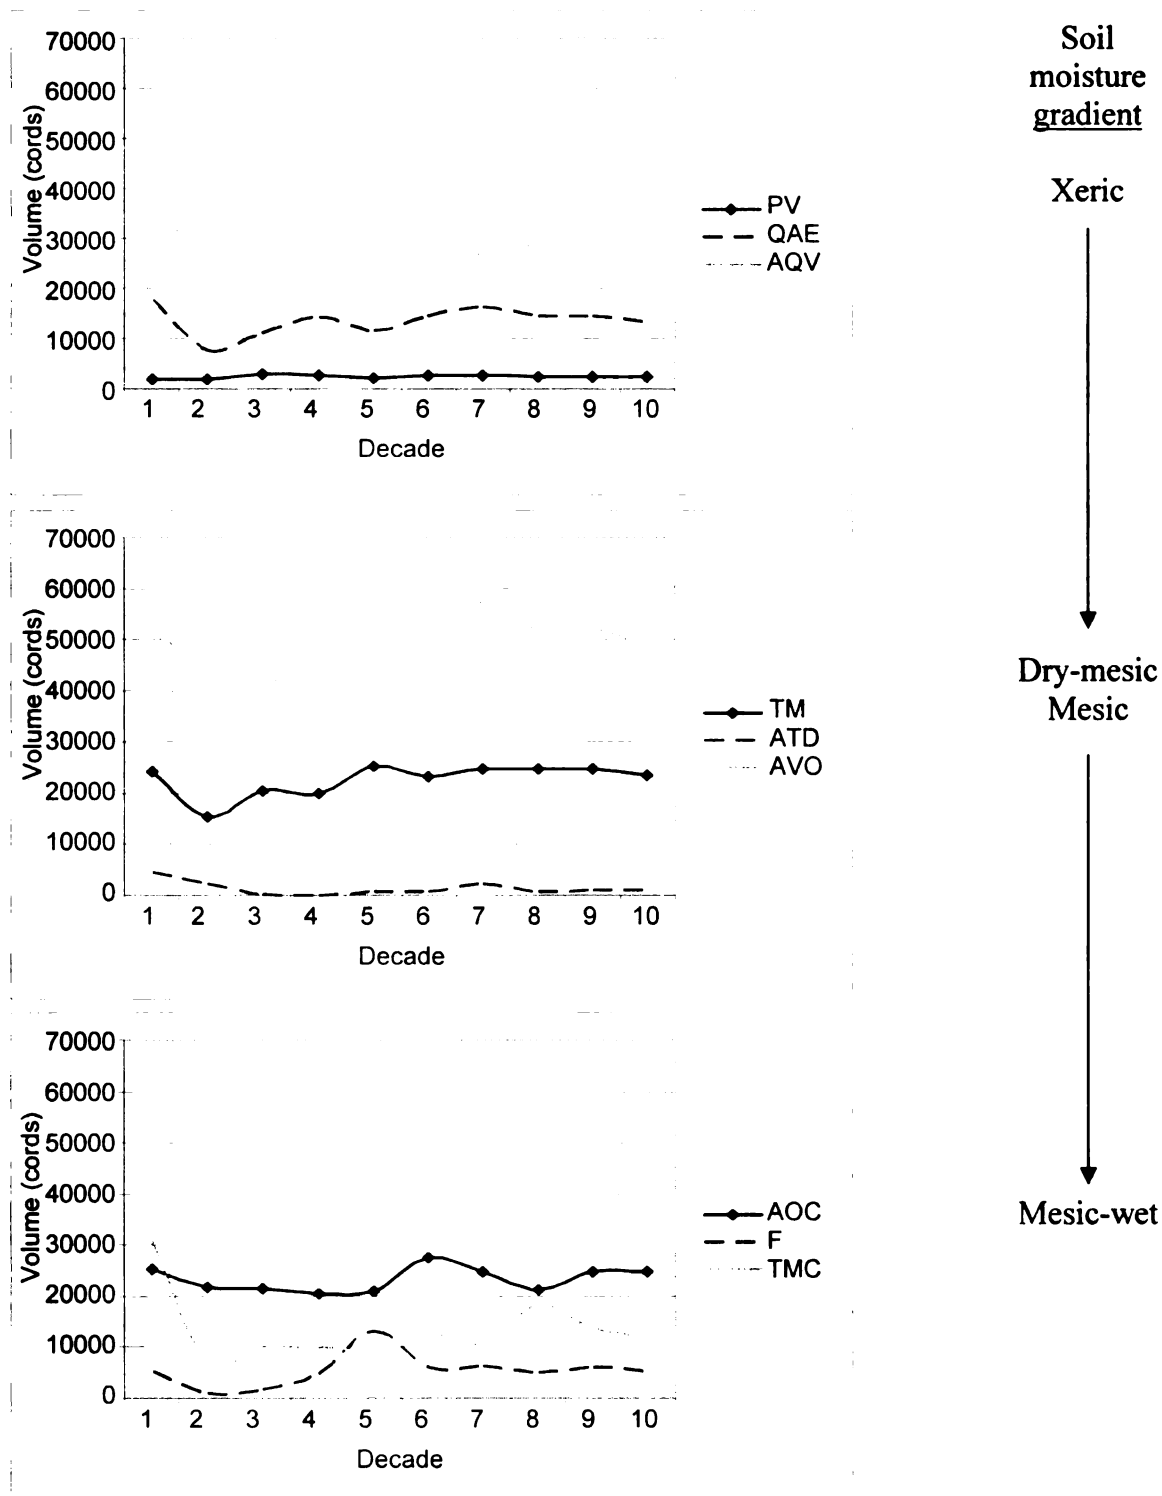 70000
60000
50000
40000
30000
20000
10000
0
Volume (cords)
1 2 3 4 5 6 7 8 9 10
Decade
PV
QAE
AQV
70000
60000
50000
40000
30000
20000
10000
0
Volume (cords)
1 2 3 4 5 6 7 8 9 10
Decade
TM
ATD
AVO
70000
60000
50000
40000
30000
20000
10000
0
Volume (cords)
1 2 3 4 5 6 7 8 9 10
Decade
AOC
F
TMC
Soil
moisture
gradient
Xeric
Dry-mesic
Mesic
Mesic-wet